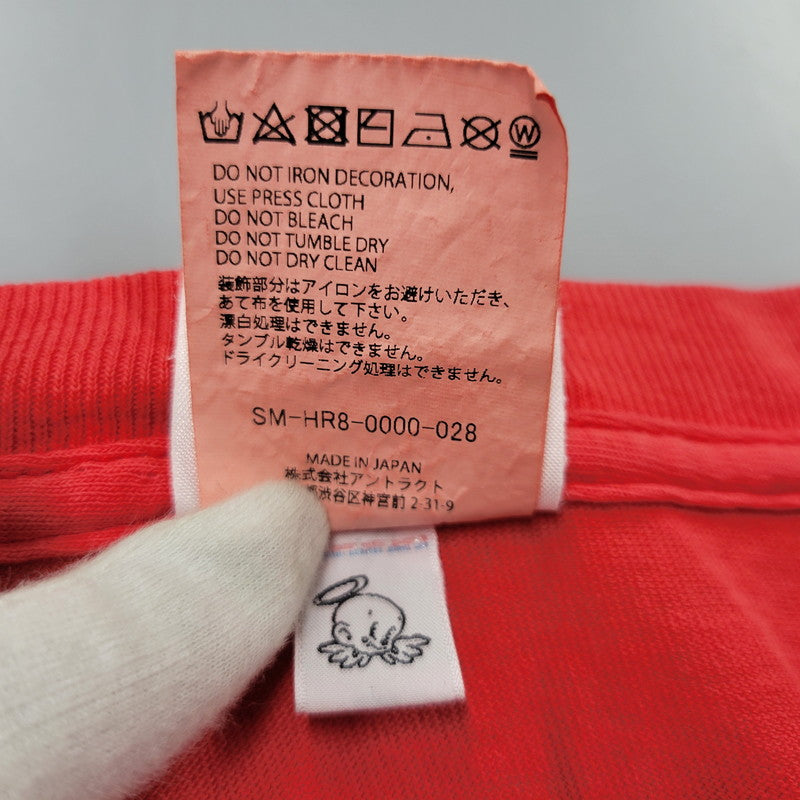 W
DO NOT IRON DECORATION,
USE PRESS CLOTH
DO NOT BLEACH
DO NOT TUMBLE DRY
DO NOT DRY CLEAN
装飾部分はアイロンをお避けいただき、
あて布を使用して下さい。
漂白処理はできません。
タンブル乾燥はできません。
ドライクリーニング処理はできません。
SM-HR8-0000-028
MADE IN JAPAN
株式会社アントラクト
渋谷区神宮前 2-31-9